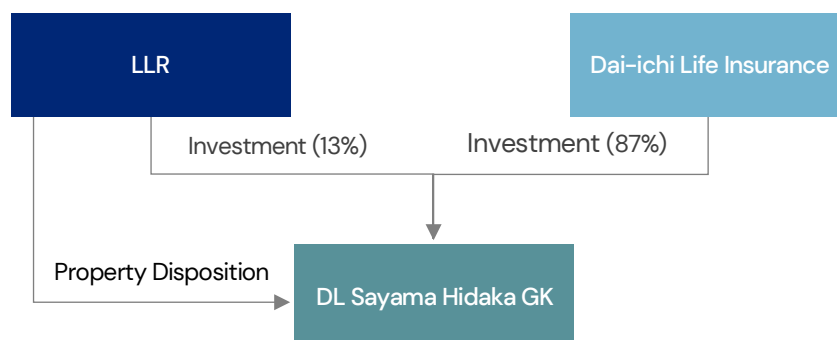 LLR
Dai-ichi Life Insurance
Investment (13%)
Investment (87%)
Property Disposition
DL Sayama Hidaka GK